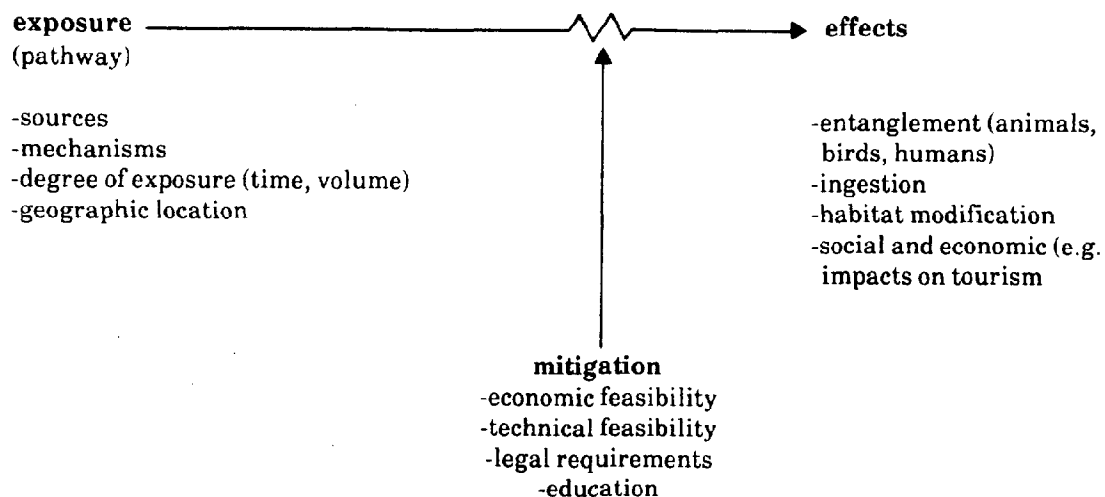 exposure
(pathway)
-sources
-mechanisms
-degree of exposure (time, volume)
-geographic location
effects
-entanglement (animals,
birds, humans)
-ingestion
-habitat modification
-social and economic (e.g.
impacts on tourism
mitigation
-economic feasibility
-technical feasibility
-legal requirements
-education